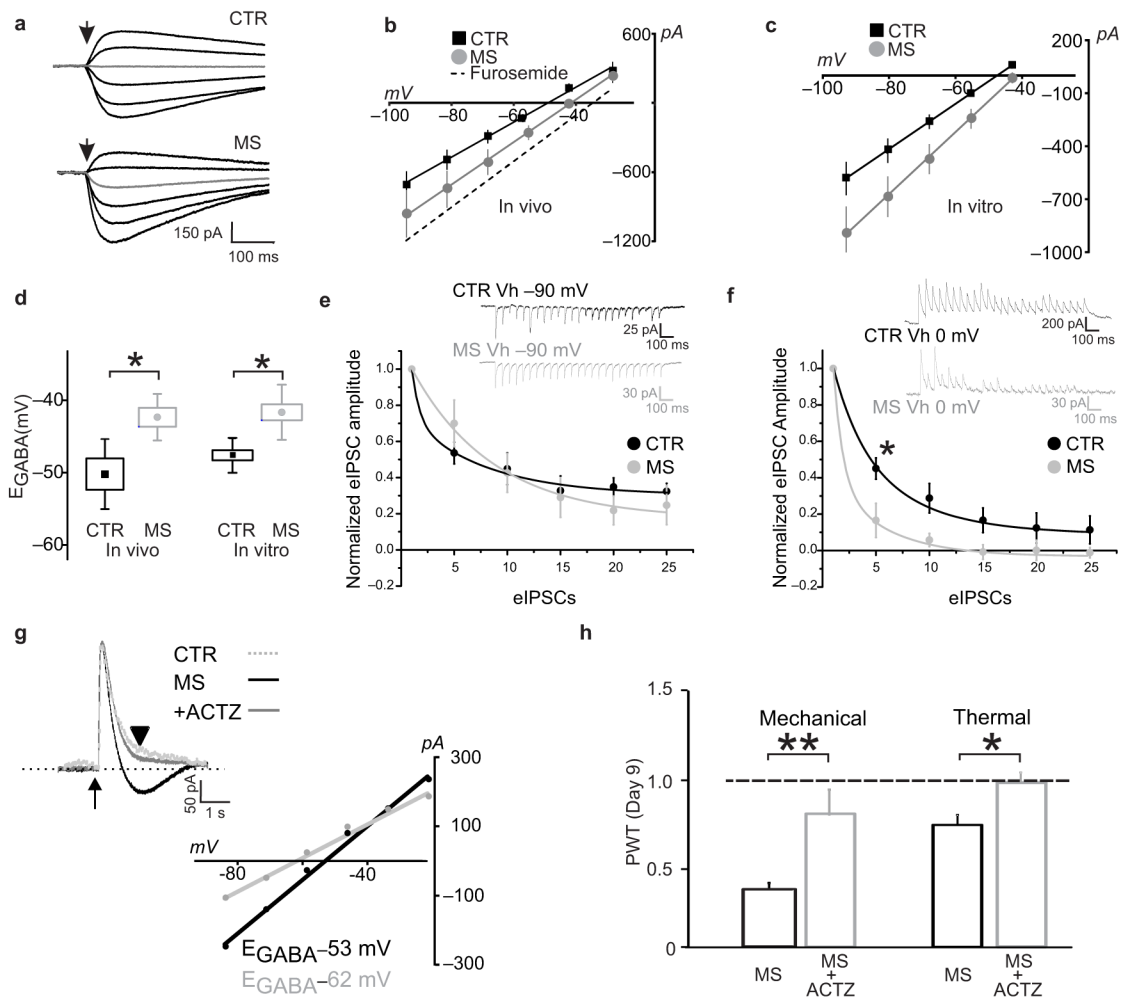 a
CTR
MS
150 pA
100 ms
b
CTR
MS
Furosemide
600
pA
mV
−100
−80
−60
−40
−600
−1200
In vivo
c
CTR
MS
200
pA
mV
−100
−80
−60
−40
−100
−400
−700
−1000
In vitro
d
EGABA(mV)
−40
−50
−60
*
*
CTR MS CTR MS
In vivo In vitro
e
CTR Vh −90 mV
25 pA
100 ms
MS Vh −90 mV
30 pA
100 ms
Normalized eIPSC amplitude
1.0
0.8
0.6
0.4
0.2
0.0
−0.2
CTR
MS
5 10 15 20 25
eIPSCs
f
CTR Vh 0 mV
200 pA
100 ms
MS Vh 0 mV
30 pA
100 ms
Normalized eIPSC Amplitude
1.0
0.8
0.6
0.4
0.2
0.0
−0.2
CTR
MS
*
5 10 15 20 25
eIPSCs
g
CTR
MS
+ACTZ
50 pA
1 s
pA
300
100
−100
−300
mV
-80
-40
EGABA−53 mV
EGABA−62 mV
h
PWT (Day 9)
1.5
1.0
0.5
0
Mechanical
Thermal
**
*
MS
MS
+
ACTZ
MS
MS
+
ACTZ